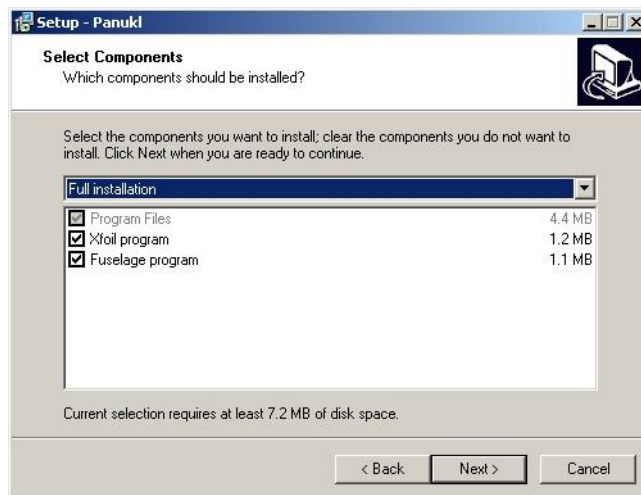 Setup - Panukl
Select Components
Which components should be installed?
Select the components you want to install; clear the components you do not want to
install. Click Next when you are ready to continue.
Full installation
Program Files 4.4 MB
Xfoil program 1.2 MB
Fuselage program 1.1 MB
Current selection requires at least 7.2 MB of disk space.
< Back Next > Cancel